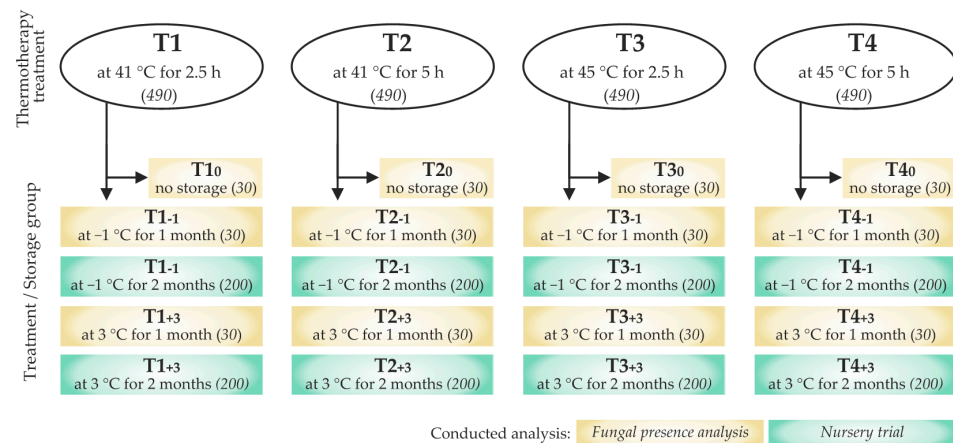 Thermotherapy
treatment
T1
at 41 °C for 2.5 h
(490)
T2
at 41 °C for 5 h
(490)
T3
at 45 °C for 2.5 h
(490)
T4
at 45 °C for 5 h
(490)
Treatment / Storage group
T10
no storage (30)
T20
no storage (30)
T30
no storage (30)
T40
no storage (30)
T1-1
at –1 °C for 1 month (30)
T2-1
at –1 °C for 1 month (30)
T3-1
at –1 °C for 1 month (30)
T4-1
at –1 °C for 1 month (30)
T1-1
at –1 °C for 2 months (200)
T2-1
at –1 °C for 2 months (200)
T3-1
at –1 °C for 2 months (200)
T4-1
at –1 °C for 2 months (200)
T1+3
at 3 °C for 1 month (30)
T2+3
at 3 °C for 1 month (30)
T3+3
at 3 °C for 1 month (30)
T4+3
at 3 °C for 1 month (30)
T1+3
at 3 °C for 2 months (200)
T2+3
at 3 °C for 2 months (200)
T3+3
at 3 °C for 2 months (200)
T4+3
at 3 °C for 2 months (200)
Conducted analysis: Fungal presence analysis Nursery trial